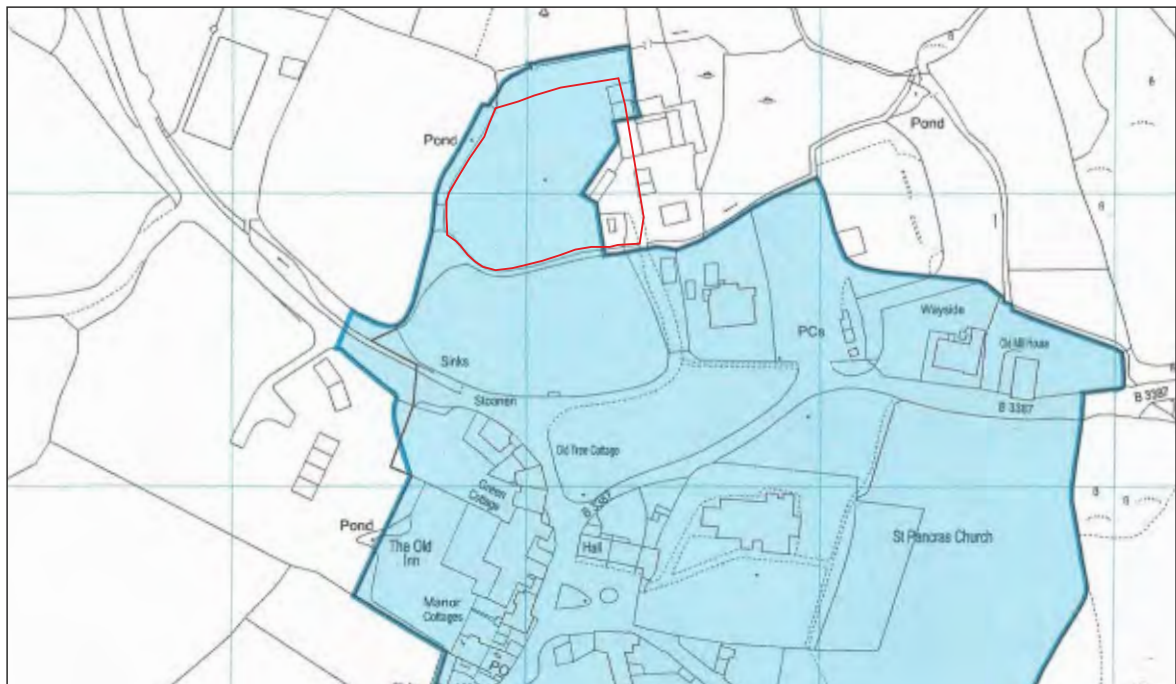 Pond
Pond
PCs
Wayside
Old Mill House
Sinks
B 3387
B 3387
Old Tree Cottage
Green
Cottage
B 3387
Pond
St Pancras Church
The Old
Inn
Hall
Manor
Cottages
PO